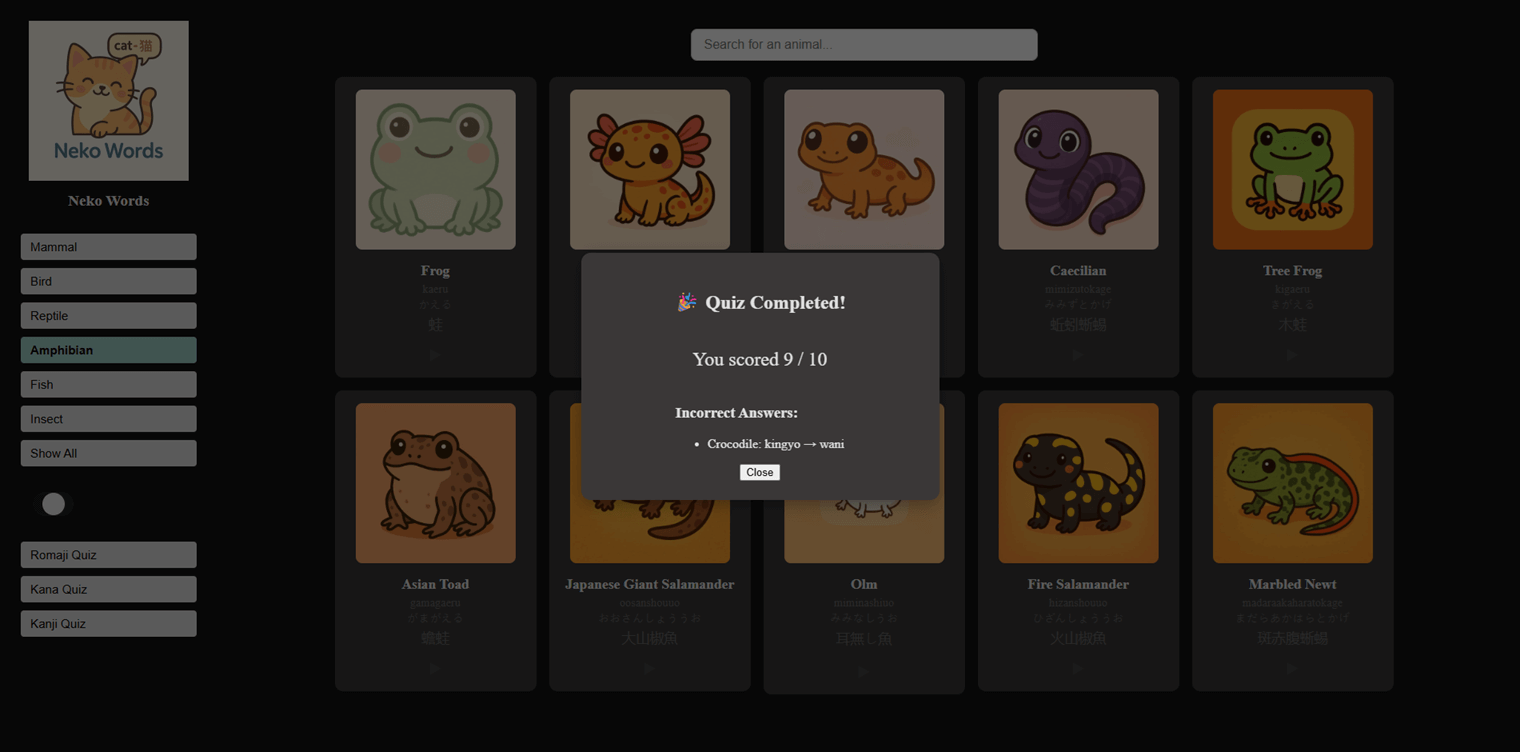 cat-猫
Neko Words
Neko Words
Mammal
Bird
Reptile
Amphibian
Fish
Insect
Show All
Romaji Quiz
Kana Quiz
Kanji Quiz
Search for an animal...
Frog
kaeru
かえる
蛙
Caecilian
mimizutokage
みみずとかげ
蚯蚓蜥蜴
Tree Frog
kigaeru
きがえる
木蛙
🎉 Quiz Completed!
You scored 9 / 10
Incorrect Answers:
• Crocodile: kingyo → wani
Close
Asian Toad
gamagaeru
がまがえる
蟾蛙
Japanese Giant Salamander
oosanshouuo
おおさんしょううお
大山椒魚
Olm
miminashiuo
みみなしうお
耳無し魚
Fire Salamander
hizanshouuo
ひざんしょううお
火山椒魚
Marbled Newt
madaraakaharatokage
まだらあかはらとかげ
斑赤腹蜥蜴